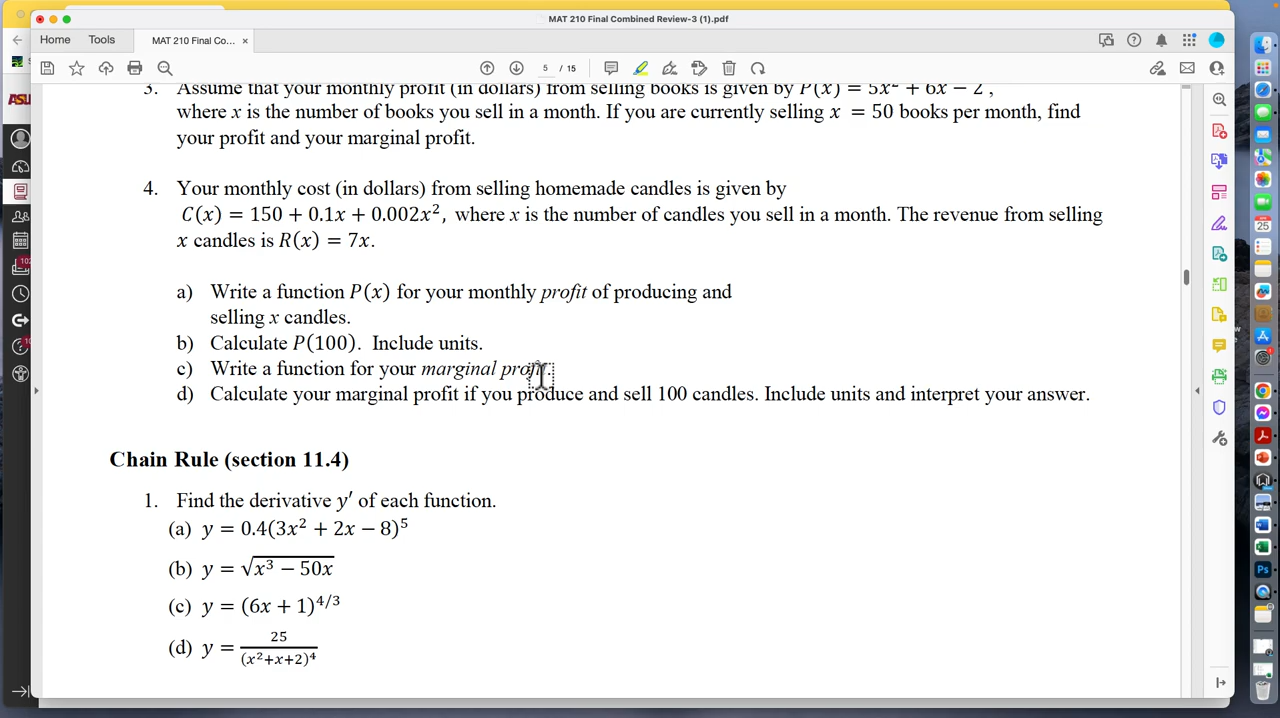 MAT 210 Final Combined Review-3 (1).pdf
Home Tools MAT 210 Final Co... ×
5 / 15
3. Assume that your monthly profit (in dollars) from selling books is given by P(x) = 5x² + 6x − 2 ,
where x is the number of books you sell in a month. If you are currently selling x = 50 books per month, find
your profit and your marginal profit.
4. Your monthly cost (in dollars) from selling homemade candles is given by
C(x) = 150 + 0.1x + 0.002x², where x is the number of candles you sell in a month. The revenue from selling
x candles is R(x) = 7x.
a) Write a function P(x) for your monthly profit of producing and
selling x candles.
b) Calculate P(100). Include units.
c) Write a function for your marginal profit.
d) Calculate your marginal profit if you produce and sell 100 candles. Include units and interpret your answer.
Chain Rule (section 11.4)
1. Find the derivative y′ of each function.
(a) y = 0.4(3x² + 2x − 8)⁵
(b) y = √(x³ − 50x)
(c) y = (6x + 1)^4/3
(d) y = 25
(x²+x+2)⁴